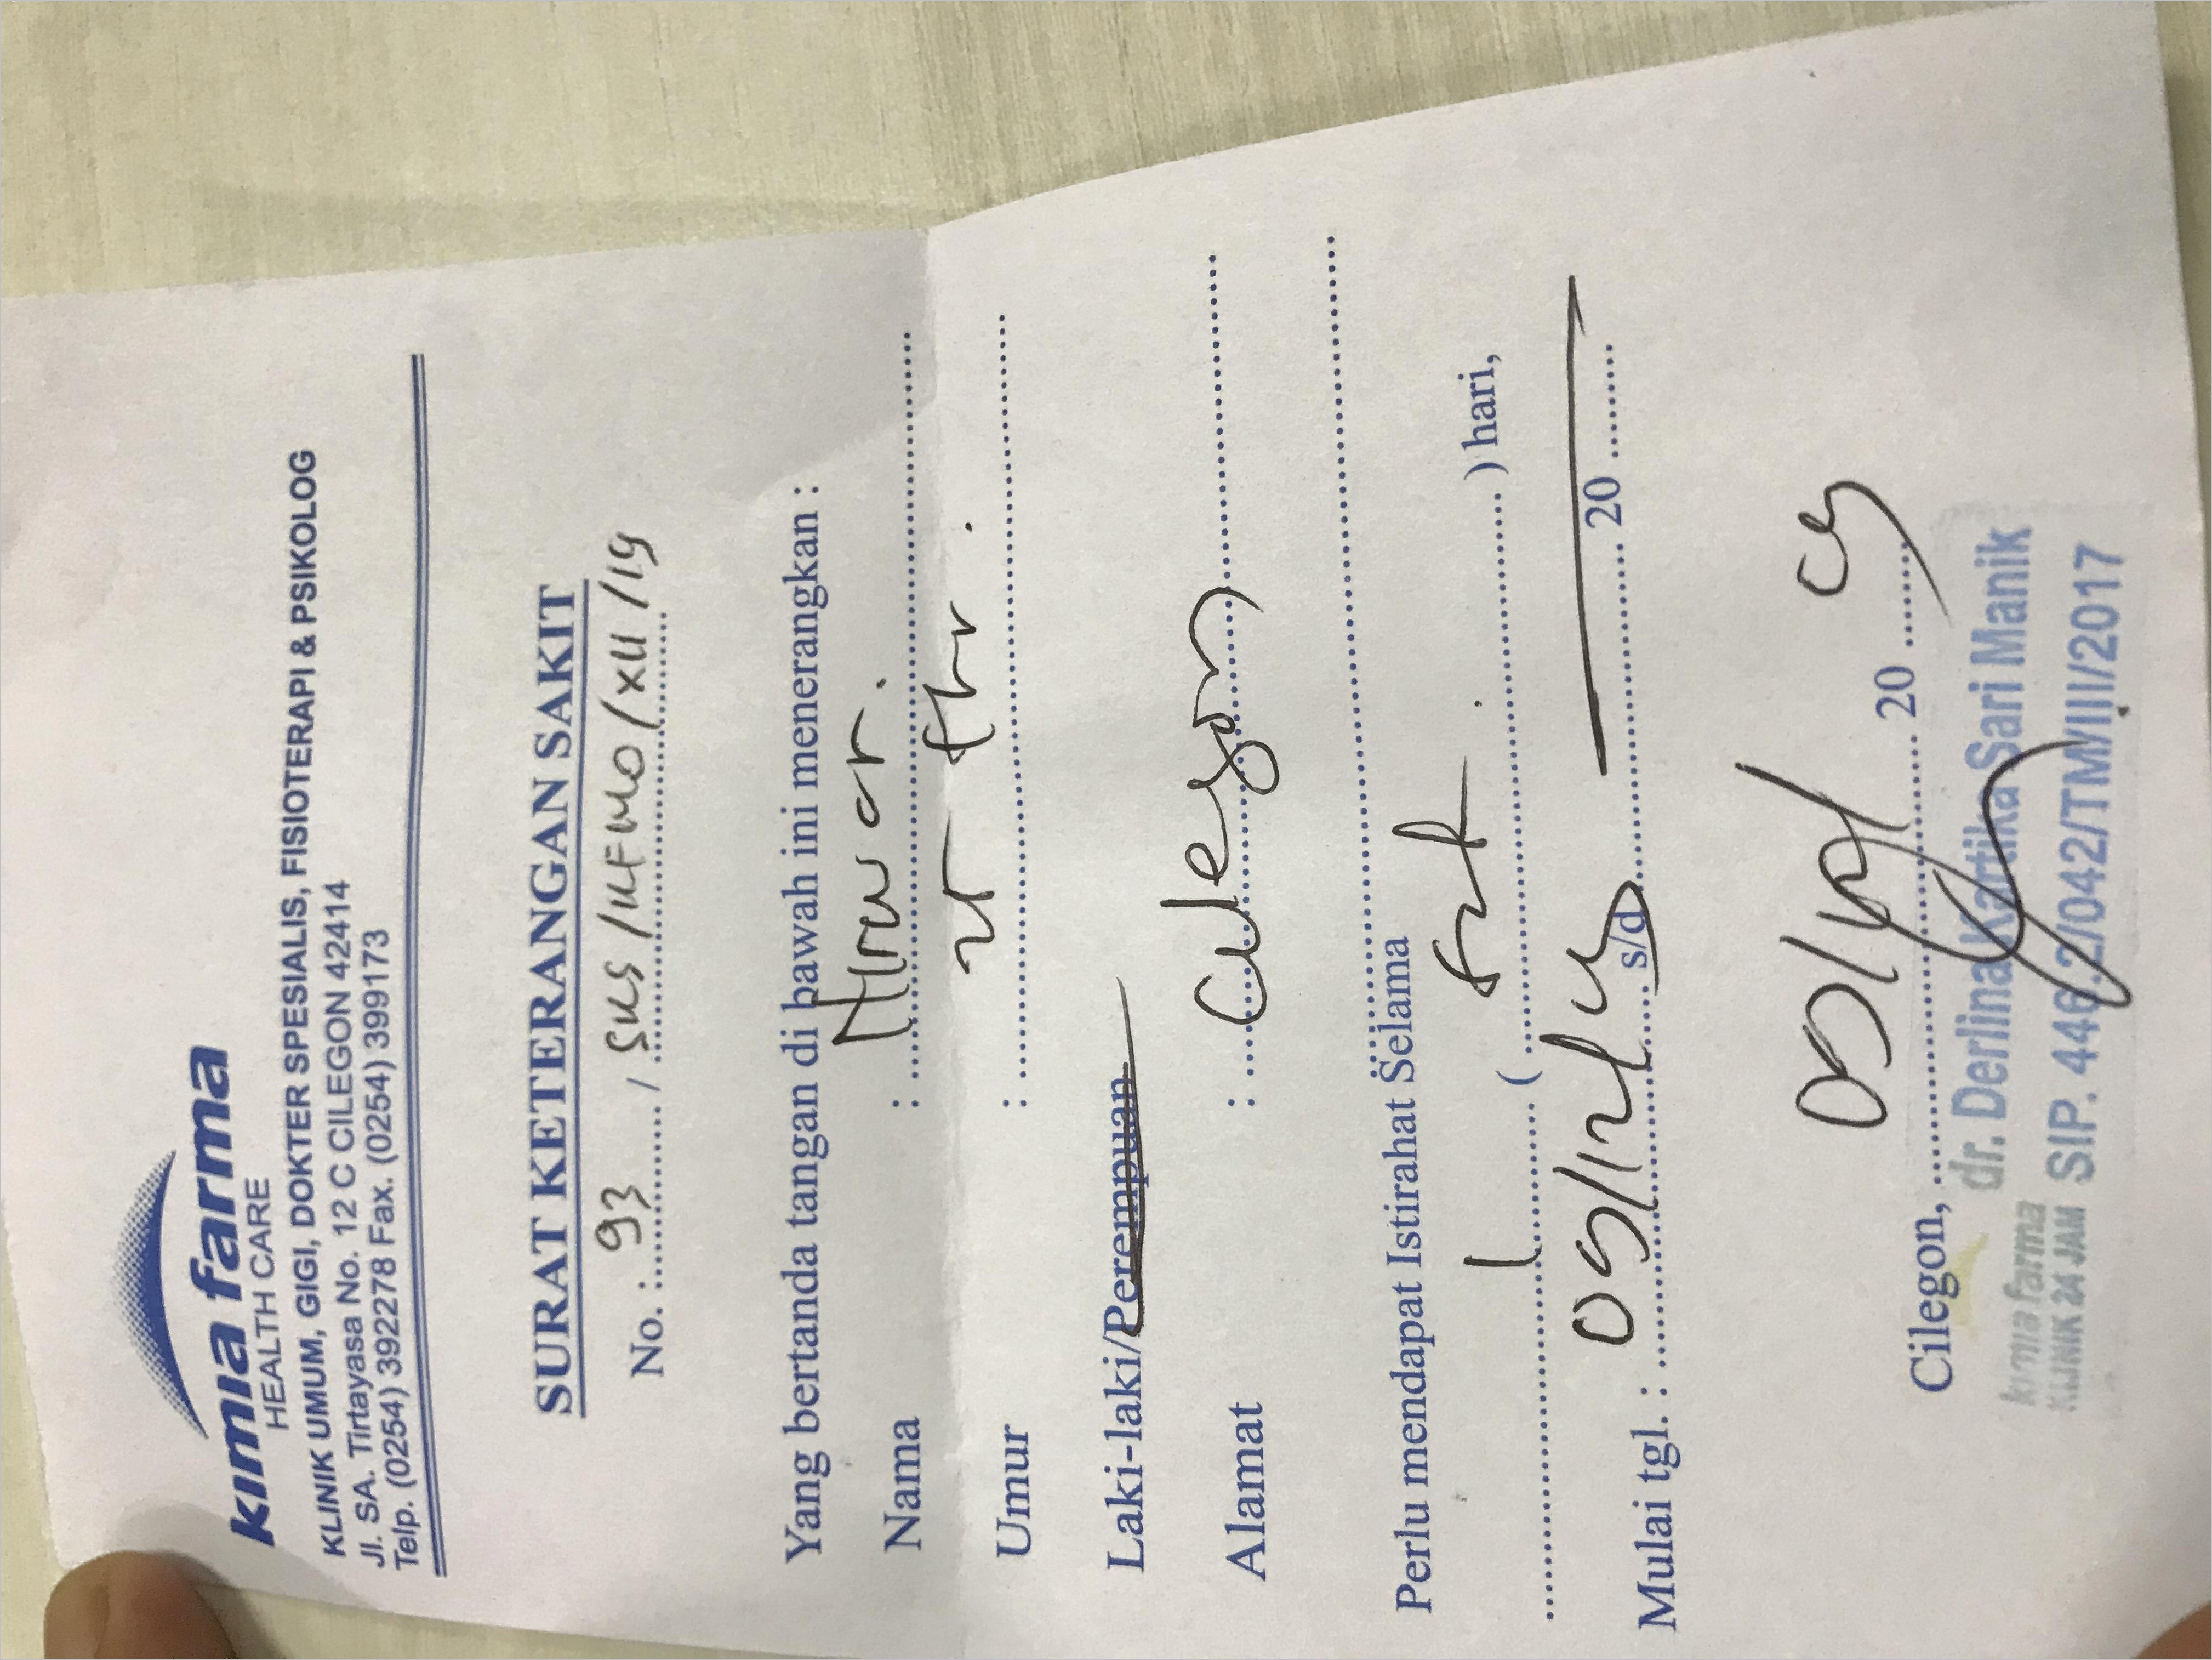 kimia farma
HEALTH CARE
KLINIK UMUM, GIGI, DOKTER SPESIALIS, FISIOTERAPI & PSIKOLOG
Jl. SA. Tirtayasa No. 12 C CILEGON 42414
Telp. (0254) 392278 Fax. (0254) 399173
SURAT KETERANGAN SAKIT
No. : 93 / SKS / /XII/19
Yang bertanda tangan di bawah ini menerangkan :
Nama :
Umur : thn.
Laki-laki/Perempuan
Alamat : Cilegon
Perlu mendapat Istirahat Selama
1 ( ) hari,
Mulai tgl. : 09/12/19 s/d 20
Cilegon, 20 19
dr. Derlina Kartika Sari Manik
kimia farma
KLINIK 24 JAM SIP. 446.2/042/TM/III/2017